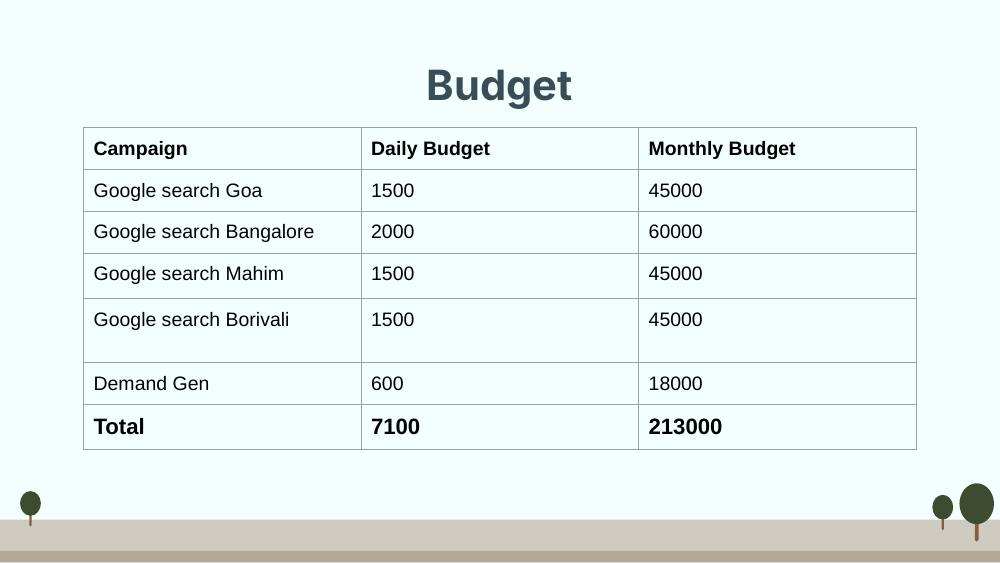 Budget
Campaign Daily Budget Monthly Budget
Google search Goa 1500 45000
Google search Bangalore 2000 60000
Google search Mahim 1500 45000
Google search Borivali 1500 45000
Demand Gen 600 18000
Total 7100 213000